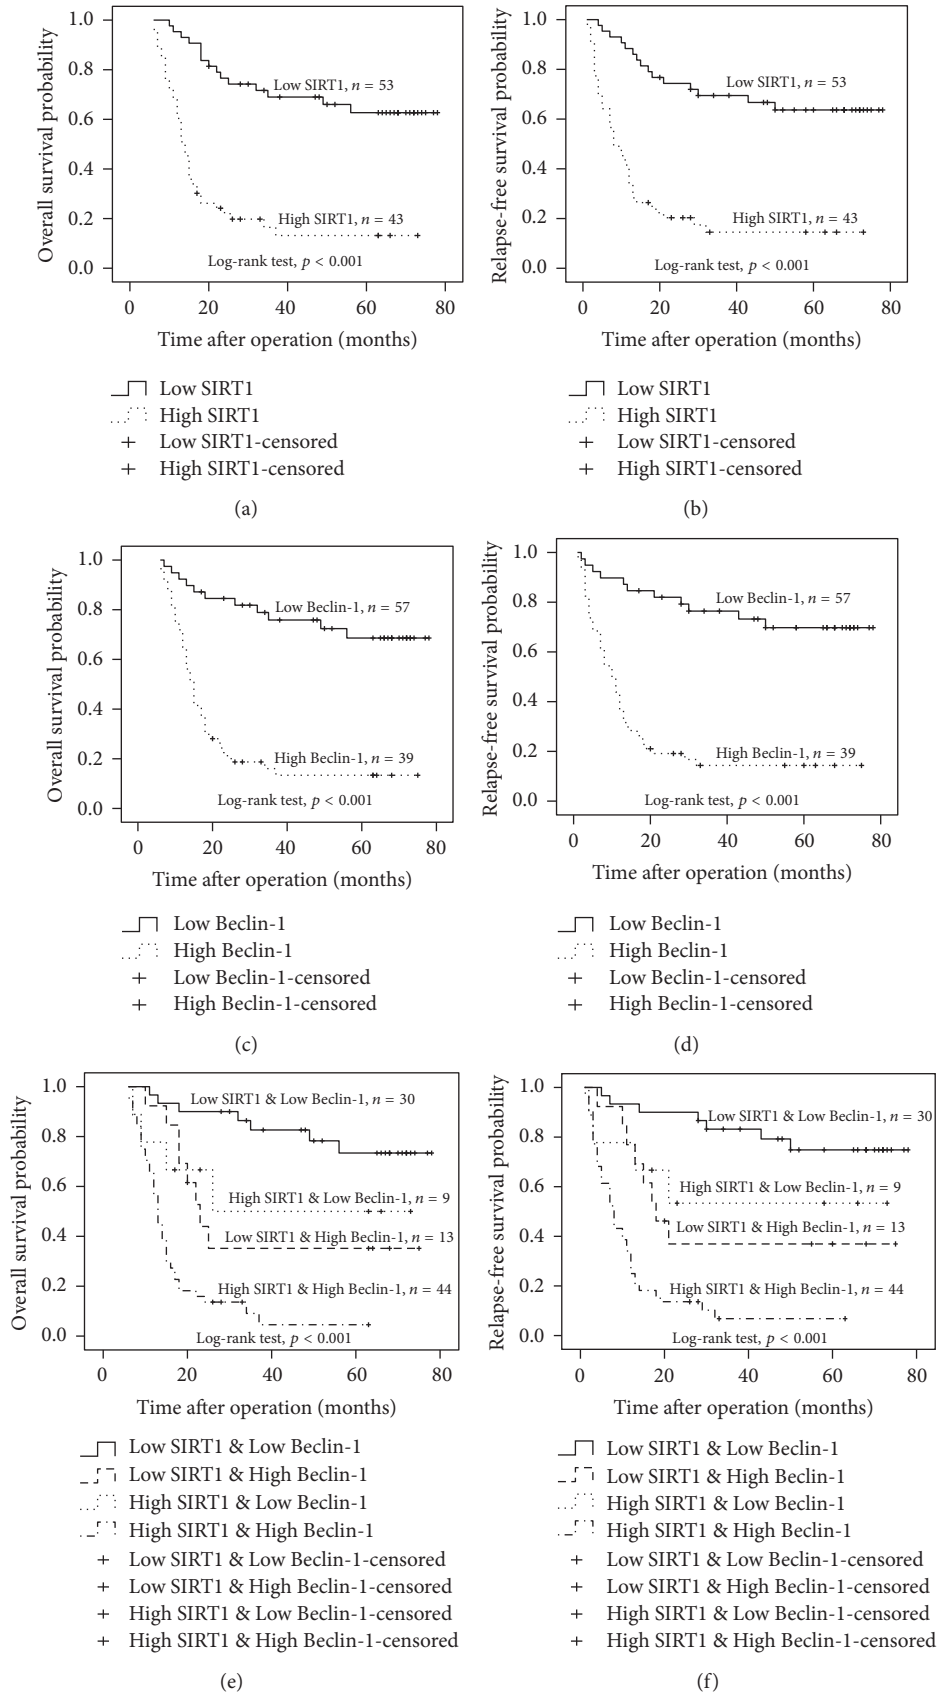 Overall survival probability
1.0
0.8
0.6
0.4
0.2
0.0
Low SIRT1, n = 53
High SIRT1, n = 43
Log-rank test, p < 0.001
0 20 40 60 80
Time after operation (months)
Low SIRT1
High SIRT1
Low SIRT1-censored
High SIRT1-censored
(a)
Relapse-free survival probability
1.0
0.8
0.6
0.4
0.2
0.0
Low SIRT1, n = 53
High SIRT1, n = 43
Log-rank test, p < 0.001
0 20 40 60 80
Time after operation (months)
Low SIRT1
High SIRT1
Low SIRT1-censored
High SIRT1-censored
(b)
Overall survival probability
1.0
0.8
0.6
0.4
0.2
0.0
Low Beclin-1, n = 57
High Beclin-1, n = 39
Log-rank test, p < 0.001
0 20 40 60 80
Time after operation (months)
Low Beclin-1
High Beclin-1
Low Beclin-1-censored
High Beclin-1-censored
(c)
Relapse-free survival probability
1.0
0.8
0.6
0.4
0.2
0.0
Low Beclin-1, n = 57
High Beclin-1, n = 39
Log-rank test, p < 0.001
0 20 40 60 80
Time after operation (months)
Low Beclin-1
High Beclin-1
Low Beclin-1-censored
High Beclin-1-censored
(d)
Overall survival probability
1.0
0.8
0.6
0.4
0.2
0.0
Low SIRT1 & Low Beclin-1, n = 30
High SIRT1 & Low Beclin-1, n = 9
Low SIRT1 & High Beclin-1, n = 13
High SIRT1 & High Beclin-1, n = 44
Log-rank test, p < 0.001
0 20 40 60 80
Time after operation (months)
Low SIRT1 & Low Beclin-1
Low SIRT1 & High Beclin-1
High SIRT1 & Low Beclin-1
High SIRT1 & High Beclin-1
Low SIRT1 & Low Beclin-1-censored
Low SIRT1 & High Beclin-1-censored
High SIRT1 & Low Beclin-1-censored
High SIRT1 & High Beclin-1-censored
(e)
Relapse-free survival probability
1.0
0.8
0.6
0.4
0.2
0.0
Low SIRT1 & Low Beclin-1, n = 30
High SIRT1 & Low Beclin-1, n = 9
Low SIRT1 & High Beclin-1, n = 13
High SIRT1 & High Beclin-1, n = 44
Log-rank test, p < 0.001
0 20 40 60 80
Time after operation (months)
Low SIRT1 & Low Beclin-1
Low SIRT1 & High Beclin-1
High SIRT1 & Low Beclin-1
High SIRT1 & High Beclin-1
Low SIRT1 & Low Beclin-1-censored
Low SIRT1 & High Beclin-1-censored
High SIRT1 & Low Beclin-1-censored
High SIRT1 & High Beclin-1-censored
(f)